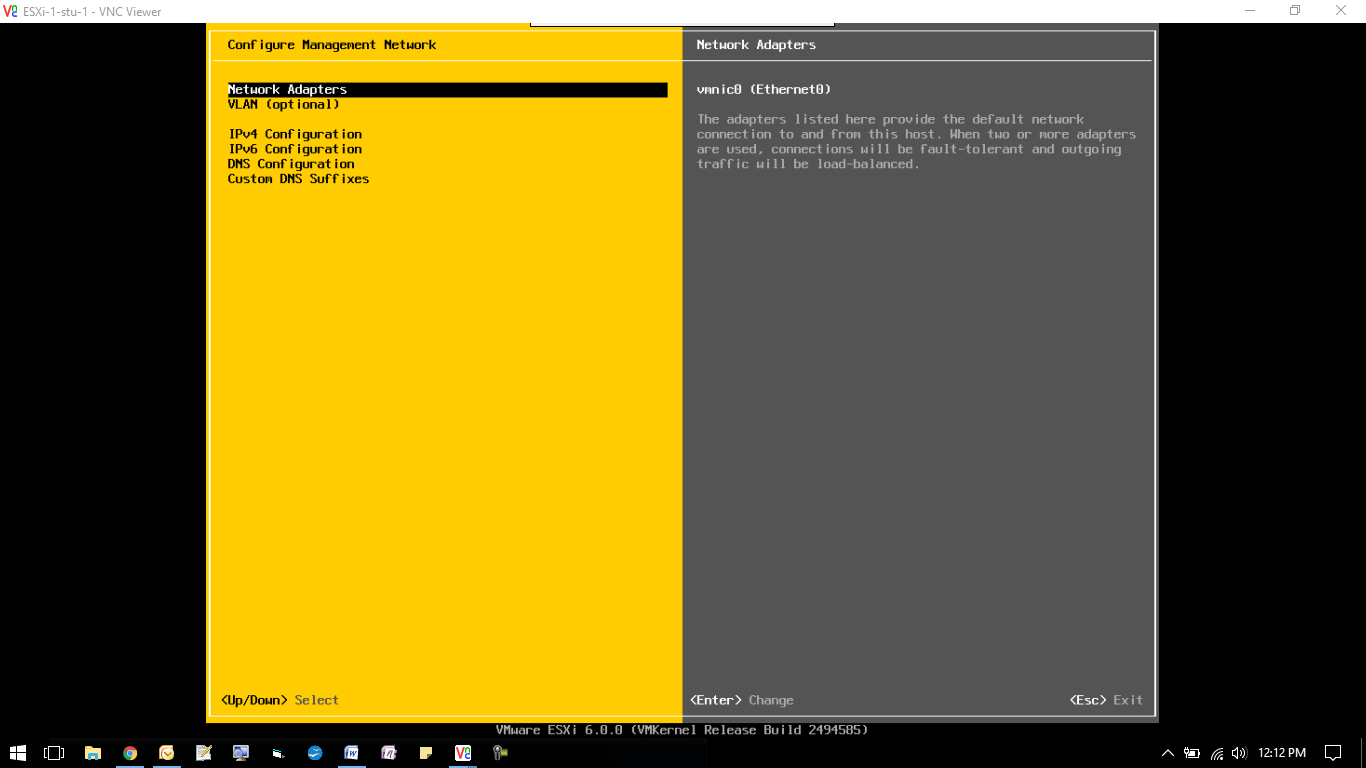 ESXi-1-stu-1 - VNC Viewer
Configure Management Network
Network Adapters
Network Adapters
VLAN (optional)
IPv4 Configuration
IPv6 Configuration
DNS Configuration
Custom DNS Suffixes
vmnic0 (Ethernet0)
The adapters listed here provide the default network
connection to and from this host. When two or more adapters
are used, connections will be fault-tolerant and outgoing
traffic will be load-balanced.
<Up/Down> Select
<Enter> Change
<Esc> Exit
VMware ESXi 6.0.0 (VMKernel Release Build 2494585)
12:12 PM